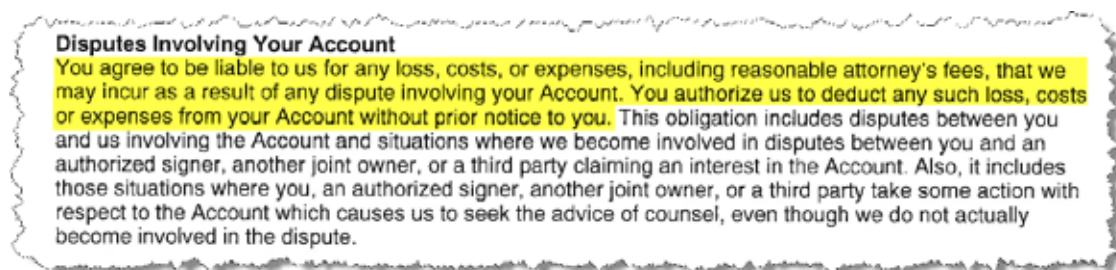 Disputes Involving Your Account
You agree to be liable to us for any loss, costs, or expenses, including reasonable attorney's fees, that we
may incur as a result of any dispute involving your Account. You authorize us to deduct any such loss, costs
or expenses from your Account without prior notice to you. This obligation includes disputes between you
and us involving the Account and situations where we become involved in disputes between you and an
authorized signer, another joint owner, or a third party claiming an interest in the Account. Also, it includes
those situations where you, an authorized signer, another joint owner, or a third party take some action with
respect to the Account which causes us to seek the advice of counsel, even though we do not actually
become involved in the dispute.